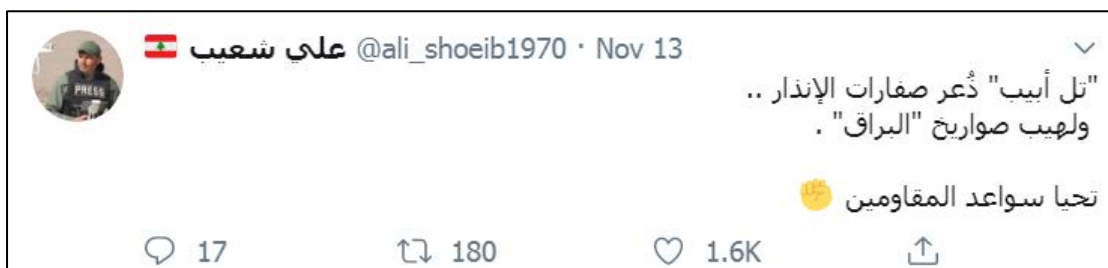 علي شعيب 🇱🇧 @ali_shoeib1970 · Nov 13
"تل أبيب" ذُعر صفارات الإنذار ..
ولهيب صواريخ "البراق" .
تحيا سواعد المقاومين ✊
17 180 1.6K
PRESS